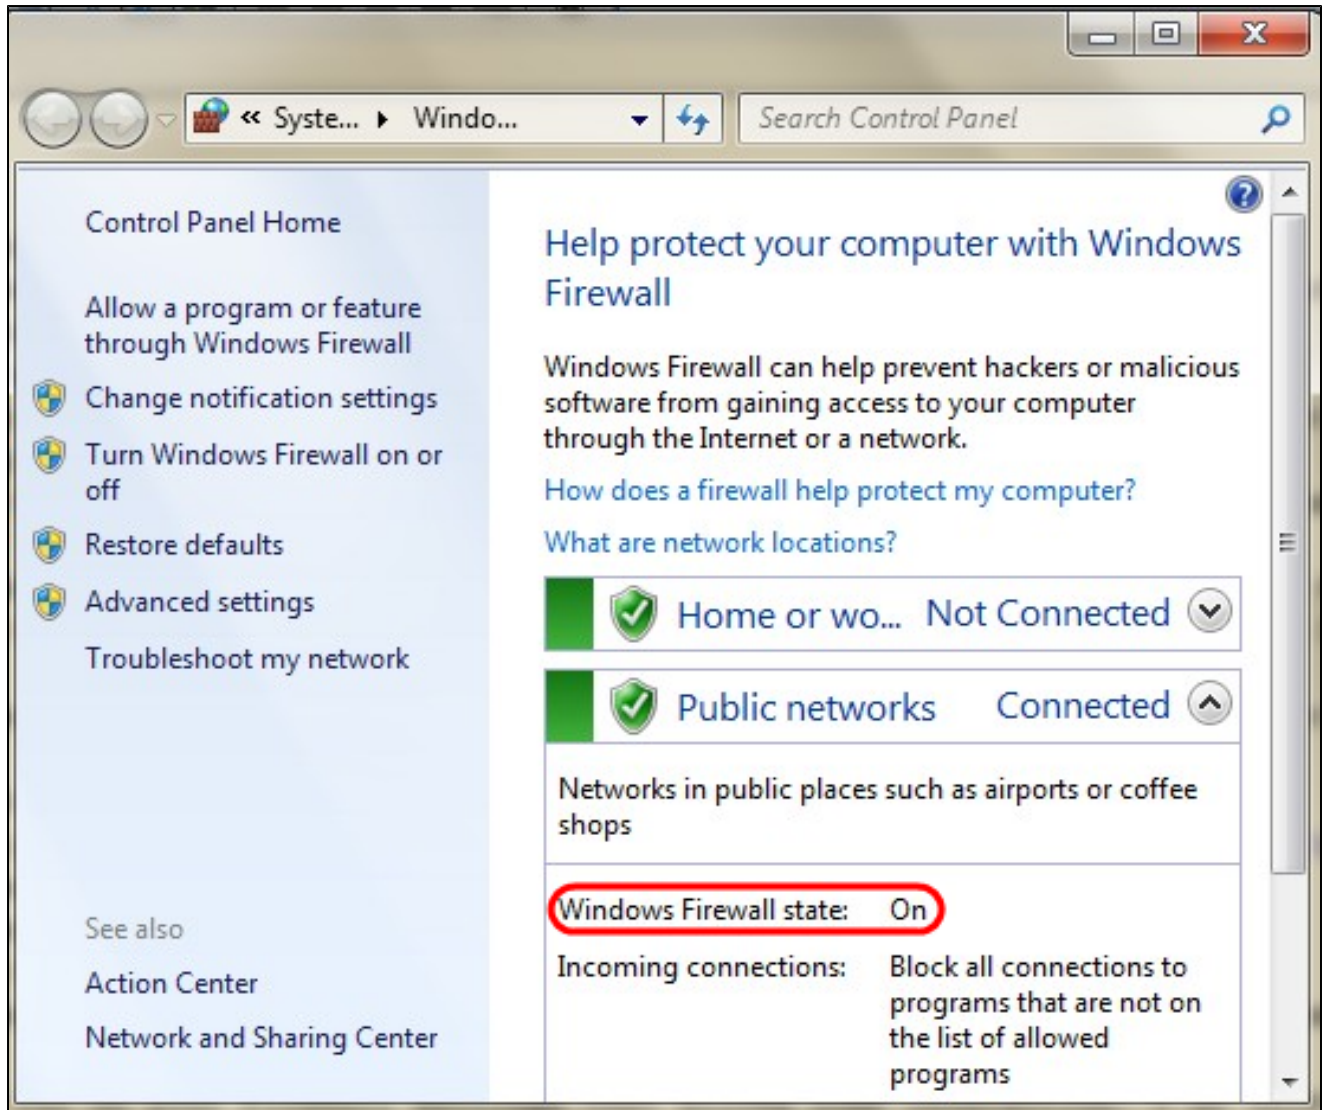 « Syste... Windo...
Search Control Panel
Control Panel Home
Allow a program or feature
through Windows Firewall
Change notification settings
Turn Windows Firewall on or
off
Restore defaults
Advanced settings
Troubleshoot my network
See also
Action Center
Network and Sharing Center
Help protect your computer with Windows
Firewall
Windows Firewall can help prevent hackers or malicious
software from gaining access to your computer
through the Internet or a network.
How does a firewall help protect my computer?
What are network locations?
Home or wo... Not Connected
Public networks Connected
Networks in public places such as airports or coffee
shops
Windows Firewall state: On
Incoming connections: Block all connections to
programs that are not on
the list of allowed
programs